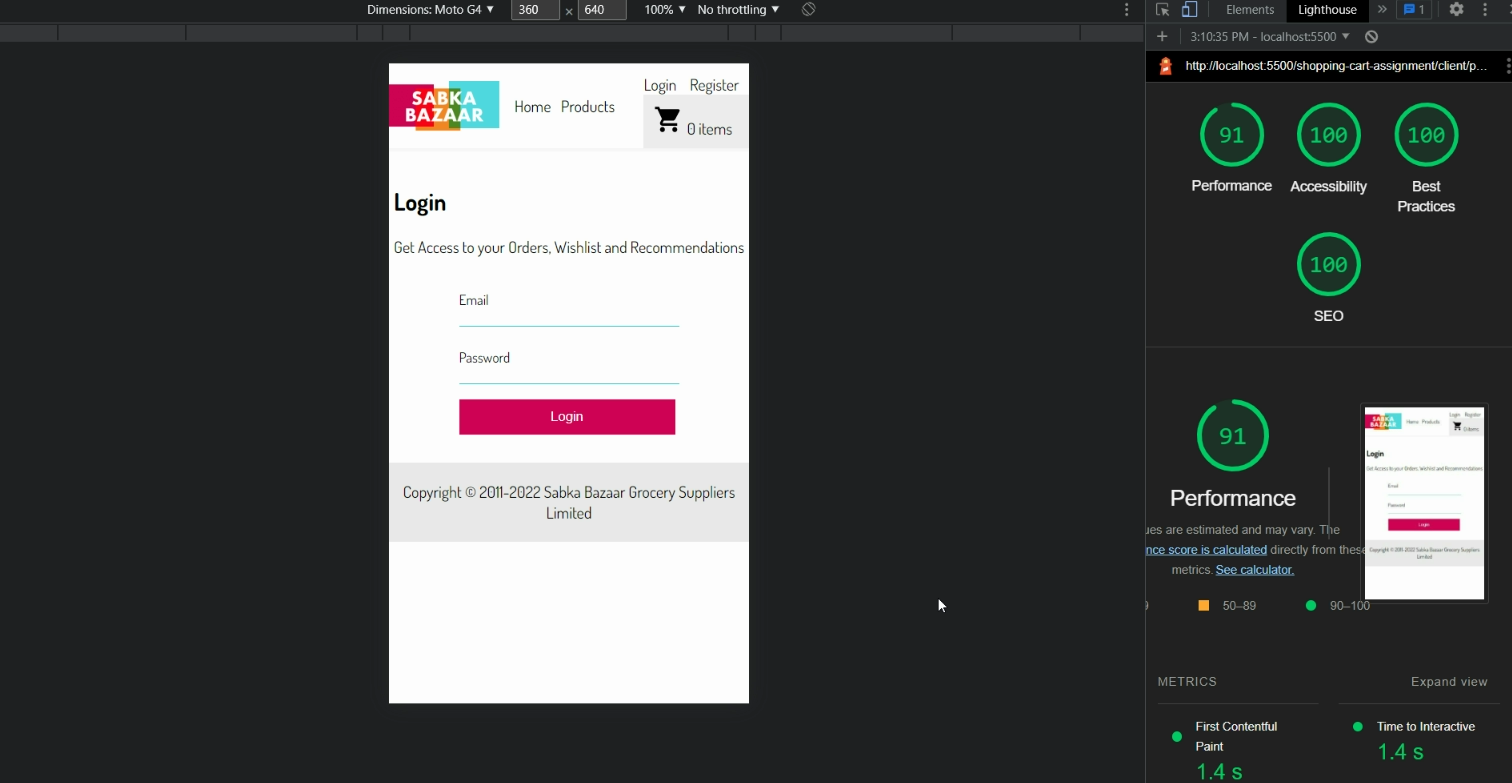 Dimensions: Moto G4 ▼ 360 × 640 100% ▼ No throttling ▼
Elements Lighthouse » 1
+ 3:10:35 PM - localhost:5500 ▼
http://localhost:5500/shopping-cart-assignment/client/p...
SABKA
BAZAAR
Home Products
Login Register
0 items
Login
Get Access to your Orders, Wishlist and Recommendations
Email
Password
Login
Copyright © 2011-2022 Sabka Bazaar Grocery Suppliers
Limited
91 100 100
Performance Accessibility Best
Practices
100
SEO
91
Performance
ues are estimated and may vary. The
nce score is calculated directly from these
metrics. See calculator.
9 50–89 90–100
SABKA
BAZAAR
Home Products
Login Register
0 items
Login
Get Access to your Orders, Wishlist and Recommendations
Email
Password
Login
Copyright © 2011-2022 Sabka Bazaar Grocery Suppliers
Limited
METRICS Expand view
First Contentful
Paint
1.4 s
Time to Interactive
1.4 s